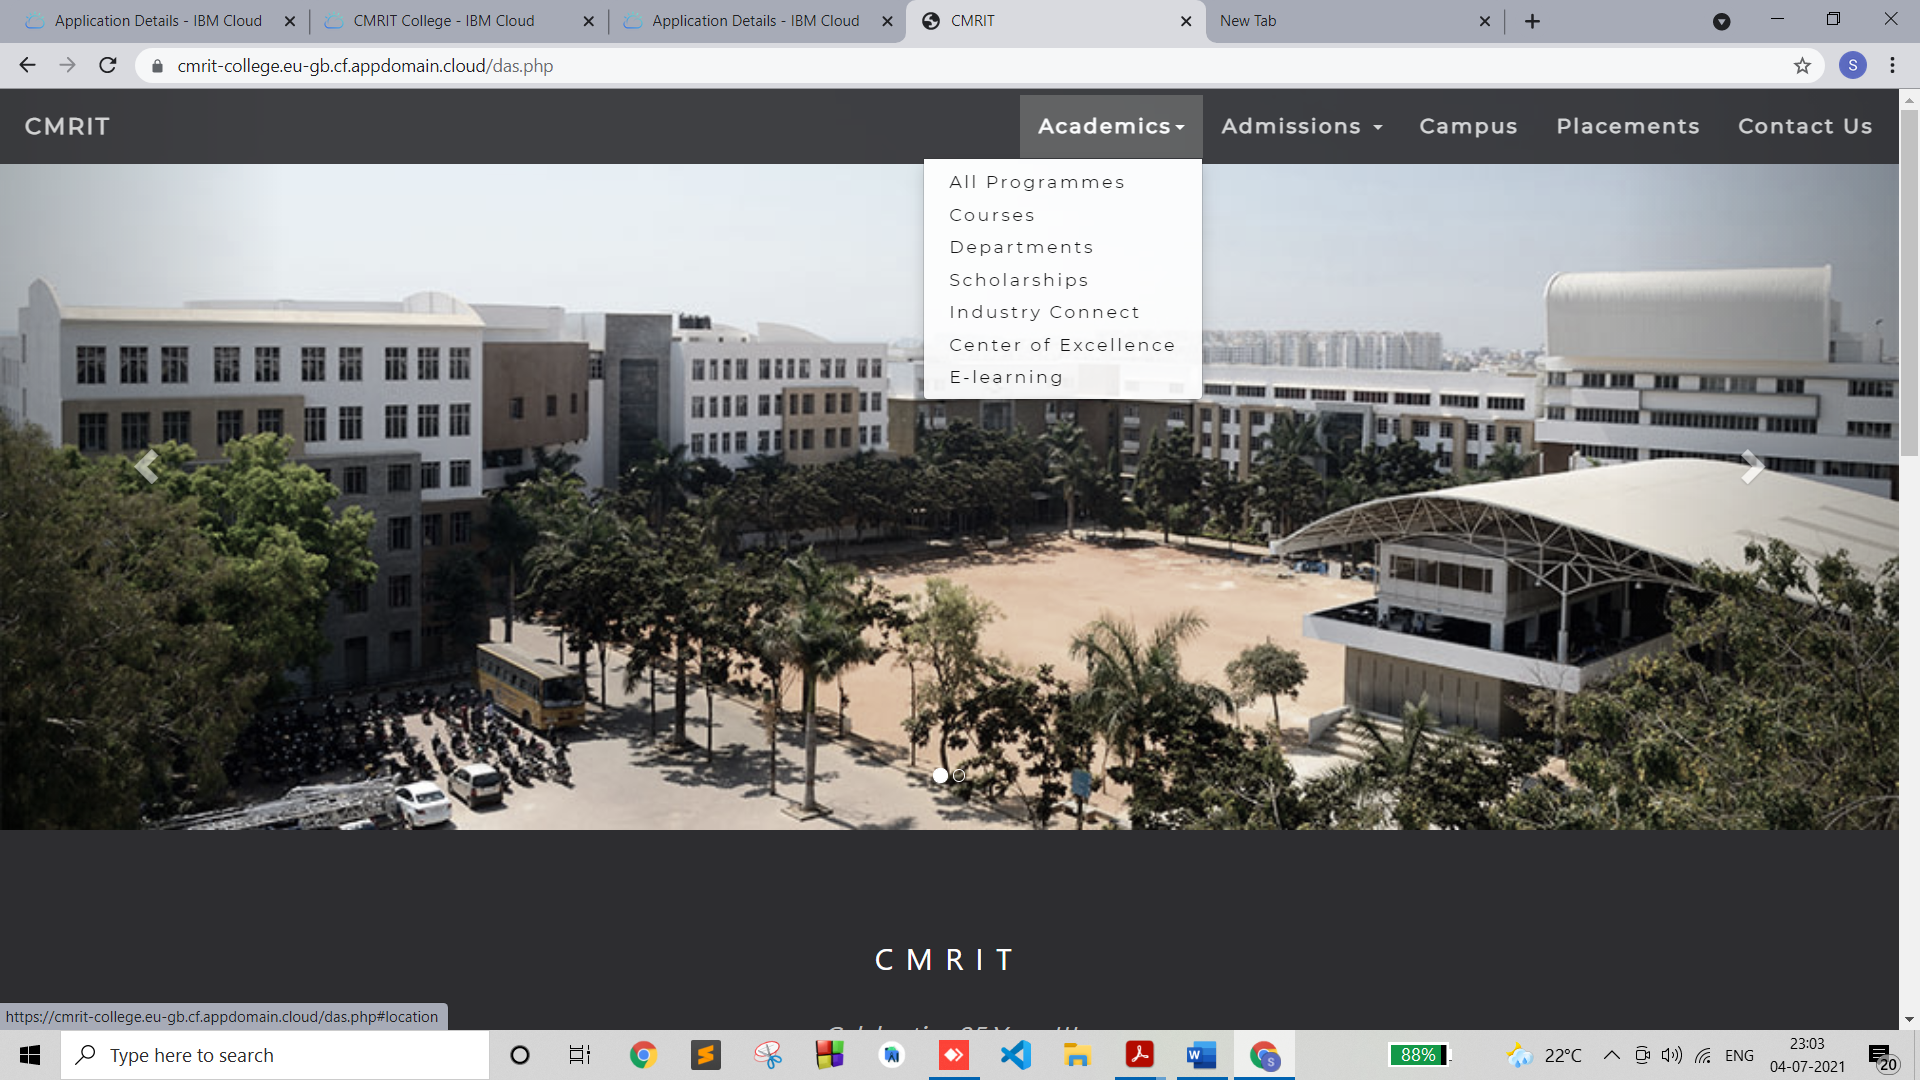 Application Details - IBM Cloud
CMRIT College - IBM Cloud
Application Details - IBM Cloud
CMRIT
New Tab
cmrit-college.eu-gb.cf.appdomain.cloud/das.php
S
CMRIT
Academics
Admissions
Campus
Placements
Contact Us
All Programmes
Courses
Departments
Scholarships
Industry Connect
Center of Excellence
E-learning
CMRIT
https://cmrit-college.eu-gb.cf.appdomain.cloud/das.php#location
Type here to search
88%
22°C
ENG
23:03
04-07-2021
20